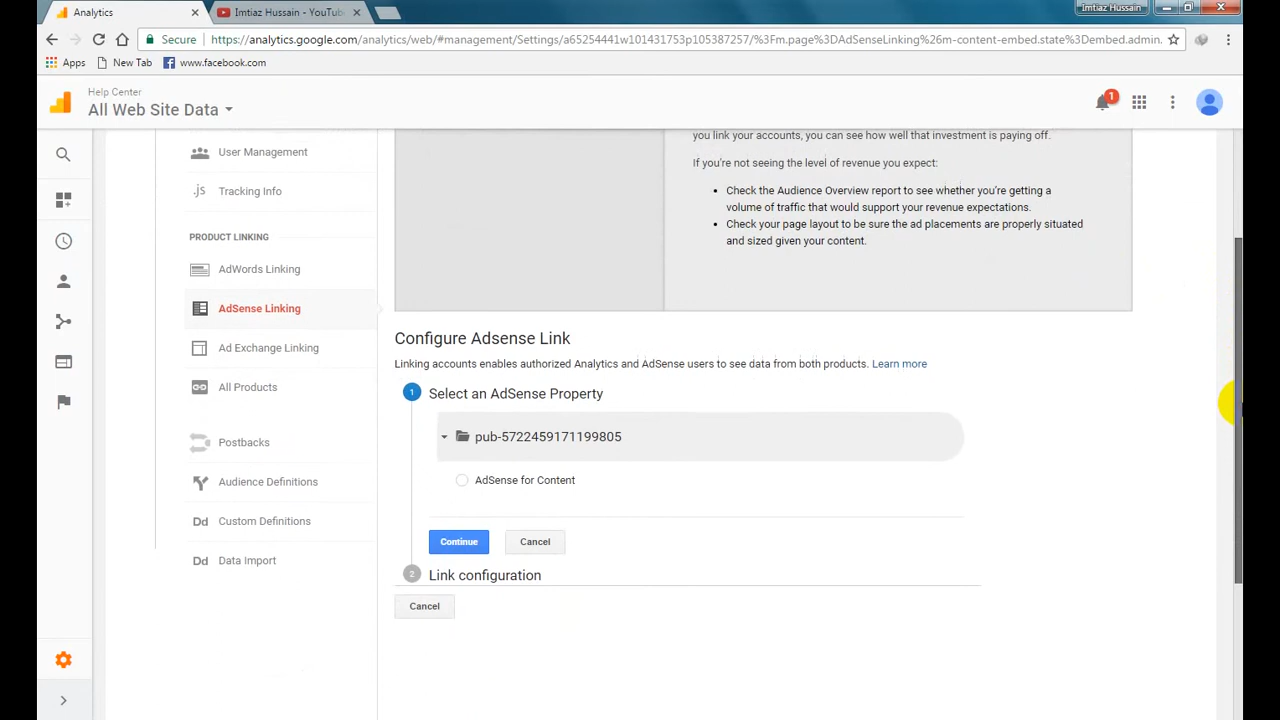 Analytics
Imtiaz Hussain - YouTub
Imtiaz Hussain
Secure
https://analytics.google.com/analytics/web/#management/Settings/a65254441w101431753p105387257/%3Fm.page%3DAdSenseLinking%26m-content-embed.state%3Dembed.admin.
Apps
New Tab
www.facebook.com
Help Center
All Web Site Data
1
User Management
.js Tracking Info
PRODUCT LINKING
AdWords Linking
AdSense Linking
Ad Exchange Linking
All Products
Postbacks
Audience Definitions
Dd Custom Definitions
Dd Data Import
you link your accounts, you can see how well that investment is paying off.
If you're not seeing the level of revenue you expect:
• Check the Audience Overview report to see whether you're getting a
volume of traffic that would support your revenue expectations.
• Check your page layout to be sure the ad placements are properly situated
and sized given your content.
Configure Adsense Link
Linking accounts enables authorized Analytics and AdSense users to see data from both products. Learn more
1 Select an AdSense Property
pub-5722459171199805
AdSense for Content
Continue
Cancel
2 Link configuration
Cancel